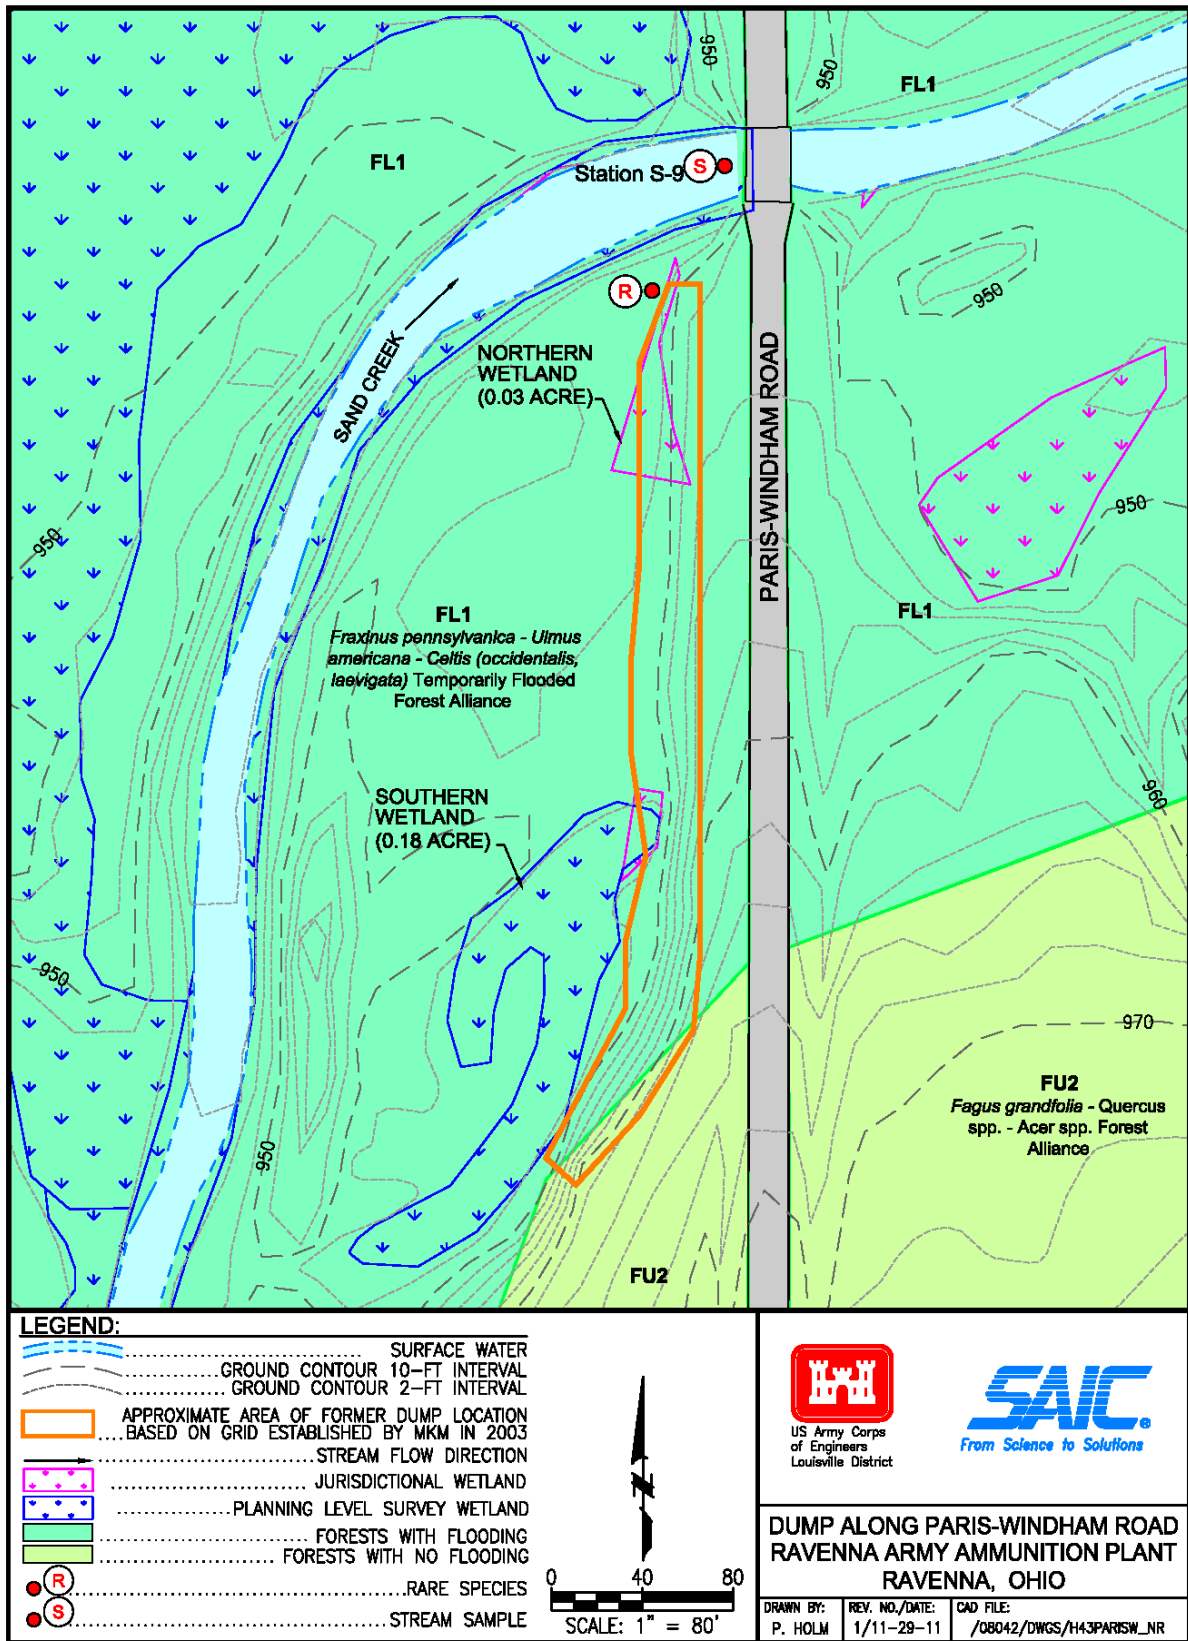 950
950
FL1
FL1
Station S-9
S
R
950
SAND CREEK
NORTHERN
WETLAND
(0.03 ACRE)
PARIS-WINDHAM ROAD
950
950
FL1
Fraxinus pennsylvanica - Ulmus
americana - Celtis (occidentalis,
laevigata) Temporarily Flooded
Forest Alliance
FL1
SOUTHERN
WETLAND
(0.18 ACRE)
960
950
970
FU2
Fagus grandfolia - Quercus
spp. - Acer spp. Forest
Alliance
950
FU2
LEGEND:
SURFACE WATER
GROUND CONTOUR 10-FT INTERVAL
GROUND CONTOUR 2-FT INTERVAL
APPROXIMATE AREA OF FORMER DUMP LOCATION
BASED ON GRID ESTABLISHED BY MKM IN 2003
STREAM FLOW DIRECTION
JURISDICTIONAL WETLAND
PLANNING LEVEL SURVEY WETLAND
FORESTS WITH FLOODING
FORESTS WITH NO FLOODING
R RARE SPECIES
S STREAM SAMPLE
N
0 40 80
SCALE: 1" = 80'
US Army Corps
of Engineers
Louisville District
SAIC®
From Science to Solutions
DUMP ALONG PARIS-WINDHAM ROAD
RAVENNA ARMY AMMUNITION PLANT
RAVENNA, OHIO
DRAWN BY: REV. NO./DATE: CAD FILE:
P. HOLM 1/11-29-11 /08042/DWGS/H43PARISW_NR